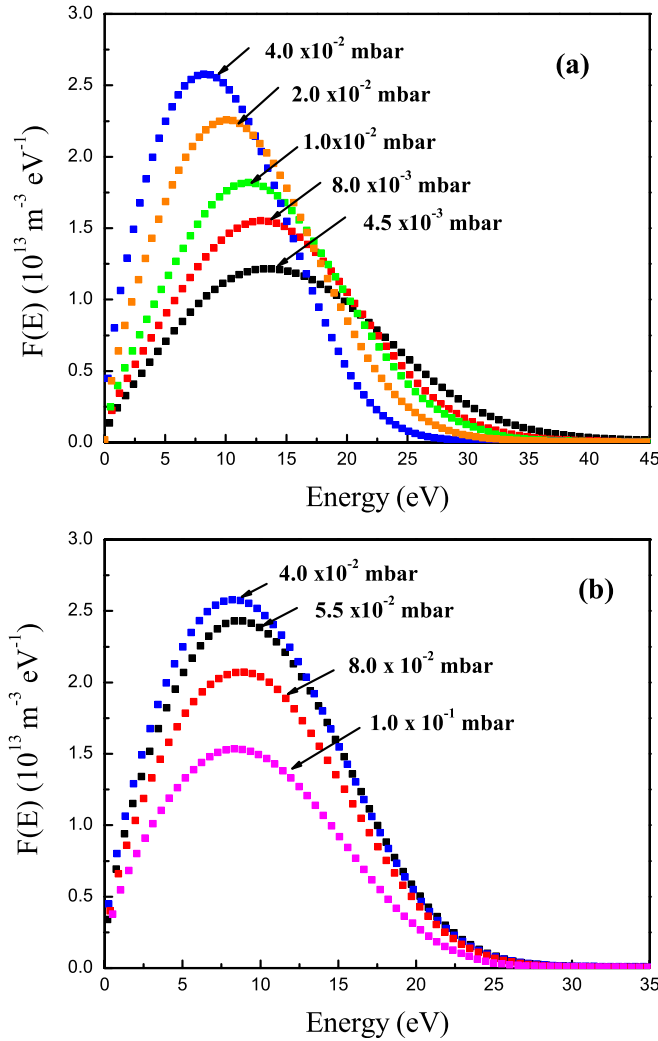 3.0
2.5
2.0
1.5
1.0
0.5
0.0
F(E) (10¹³ m⁻³ eV⁻¹)
4.0 x10⁻² mbar
2.0 x 10⁻² mbar
1.0x10⁻² mbar
8.0 x10⁻³ mbar
4.5 x10⁻³ mbar
(a)
0 5 10 15 20 25 30 35 40 45
Energy (eV)
3.0
2.5
2.0
1.5
1.0
0.5
0.0
F(E) (10¹³ m⁻³ eV⁻¹)
4.0 x10⁻² mbar
5.5 x10⁻² mbar
8.0 x 10⁻² mbar
1.0 x 10⁻¹ mbar
(b)
0 5 10 15 20 25 30 35
Energy (eV)